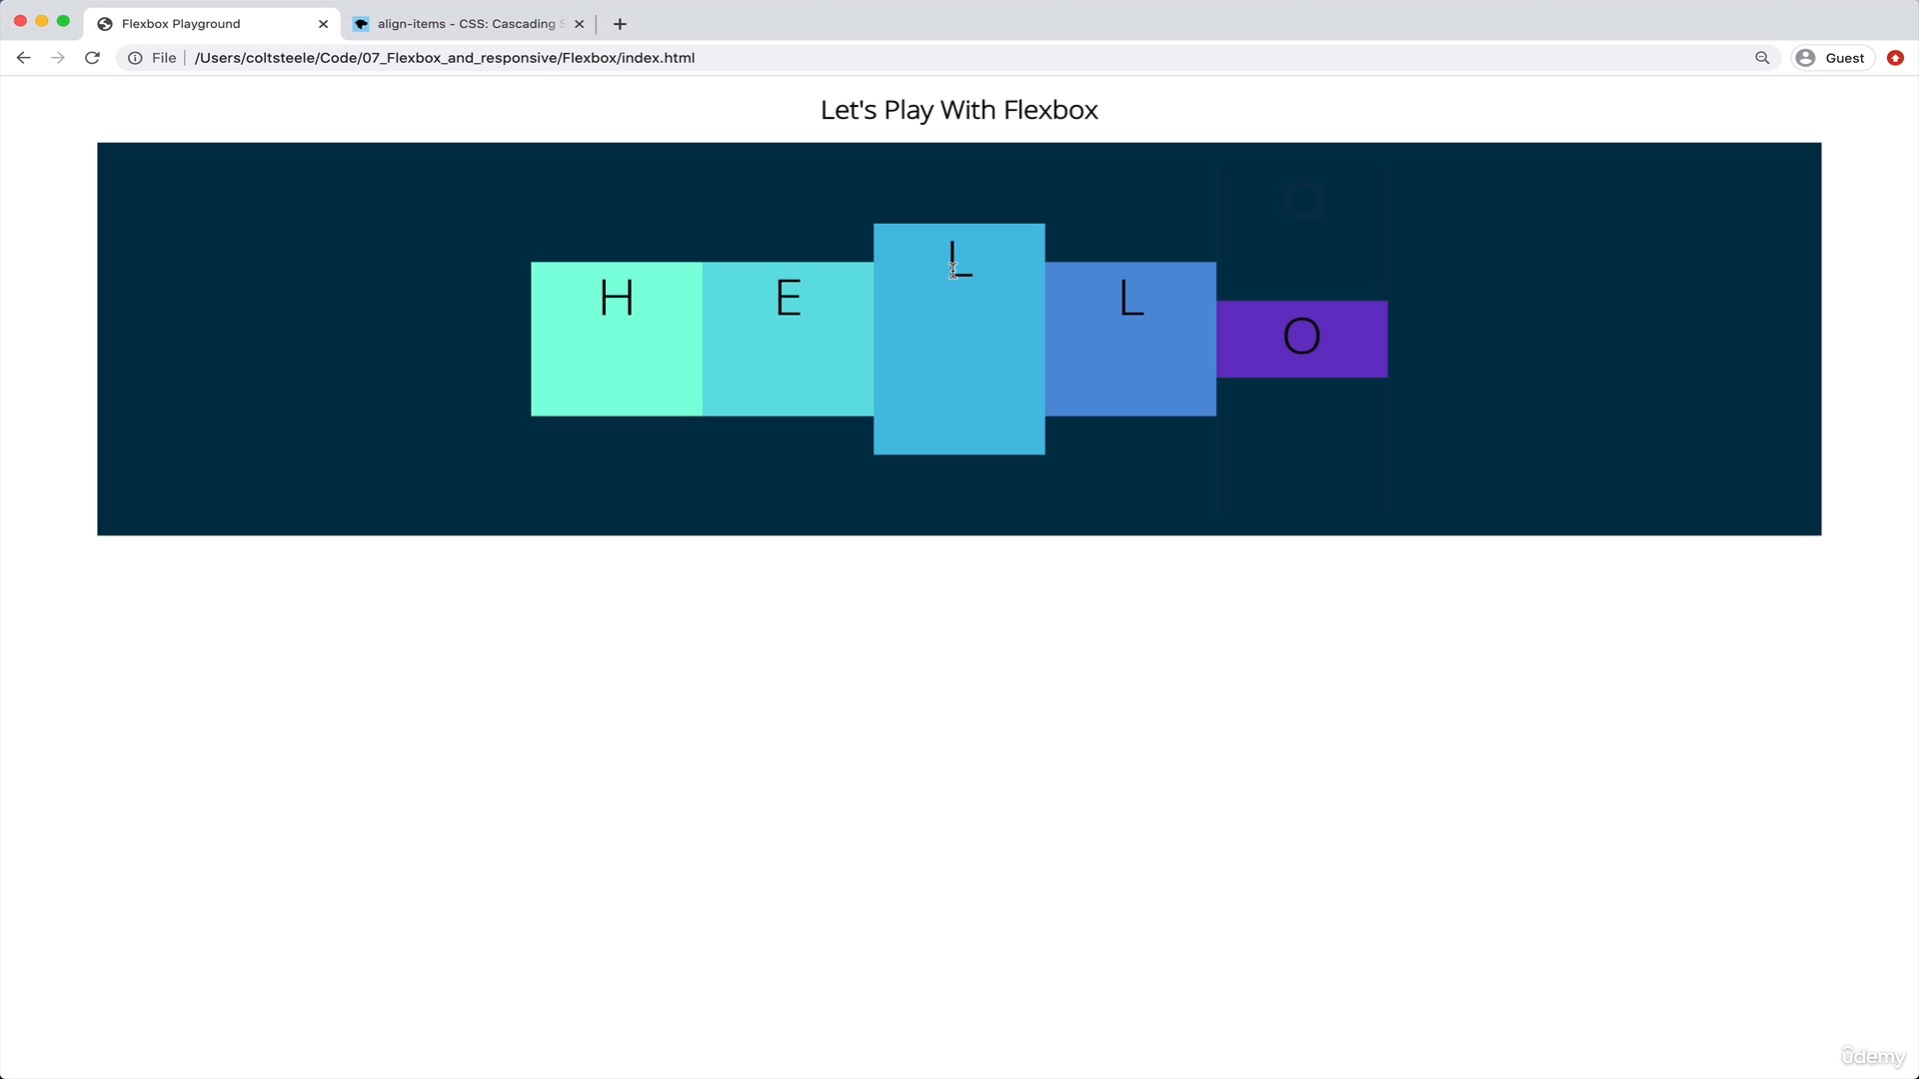 Flexbox Playground
align-items - CSS: Cascading S
File
/Users/coltsteele/Code/07_Flexbox_and_responsive/Flexbox/index.html
Guest
Let's Play With Flexbox
H E L L O
ûdemy